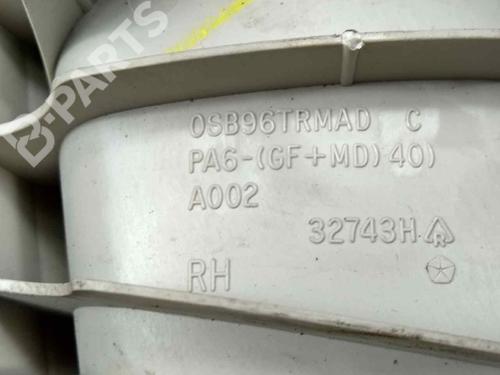 B-PARTS
0SB96TRMAD C
PA6-(GF+MD)40)
A002
32743H R
RH